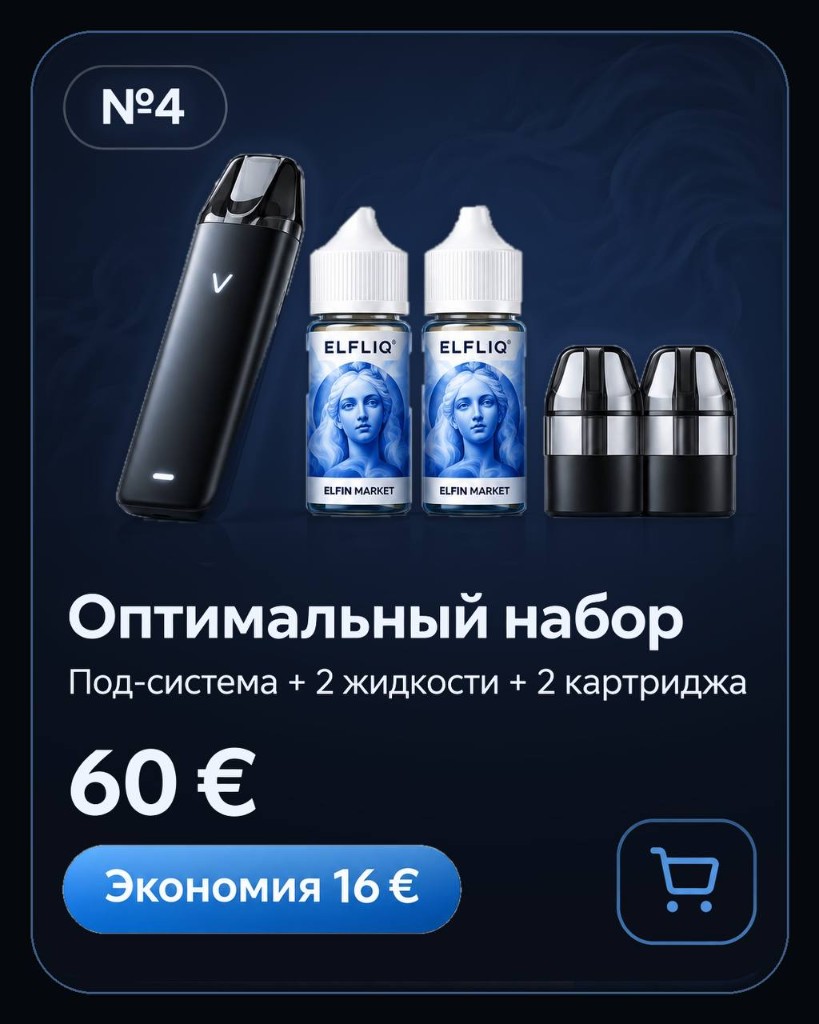 №4
V
ELFLIQ®
ELFLIQ®
ELFIN MARKET
ELFIN MARKET
Оптимальный набор
Под-система + 2 жидкости + 2 картриджа
60 €
Экономия 16 €